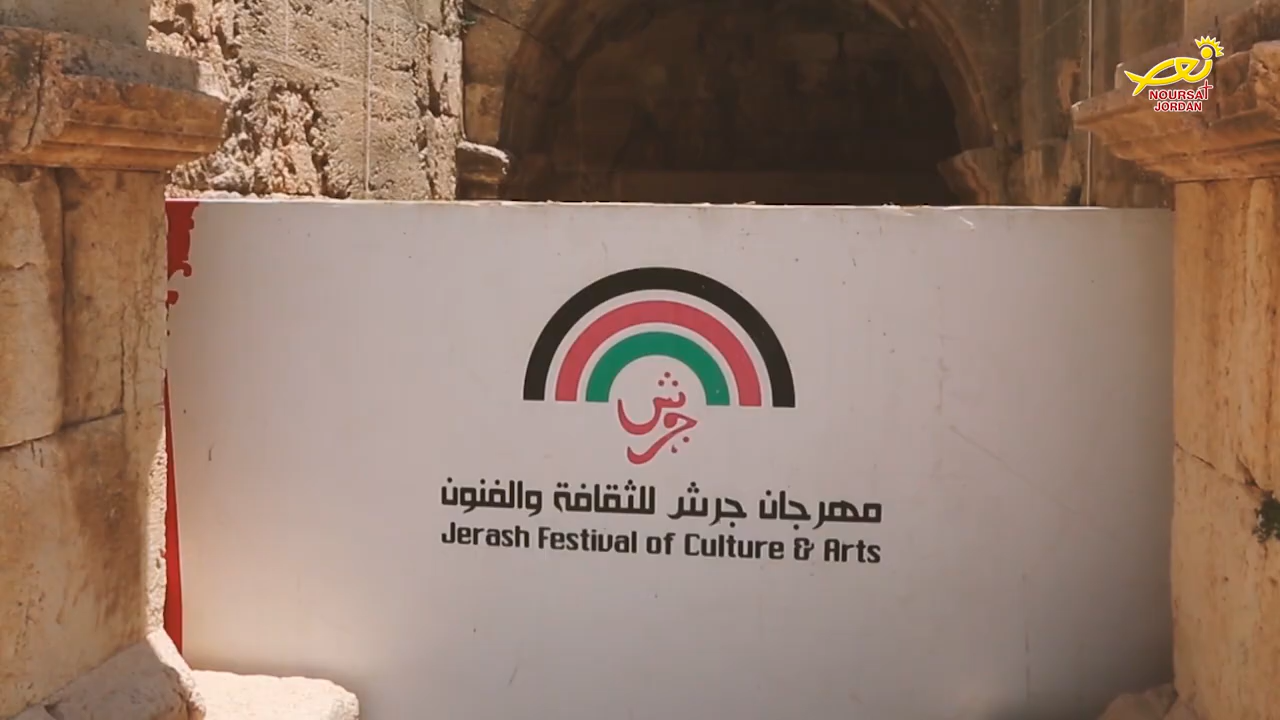 نور
NOURSAT
JORDAN
جرش
مهرجان جرش للثقافة والفنون
Jerash Festival of Culture & Arts